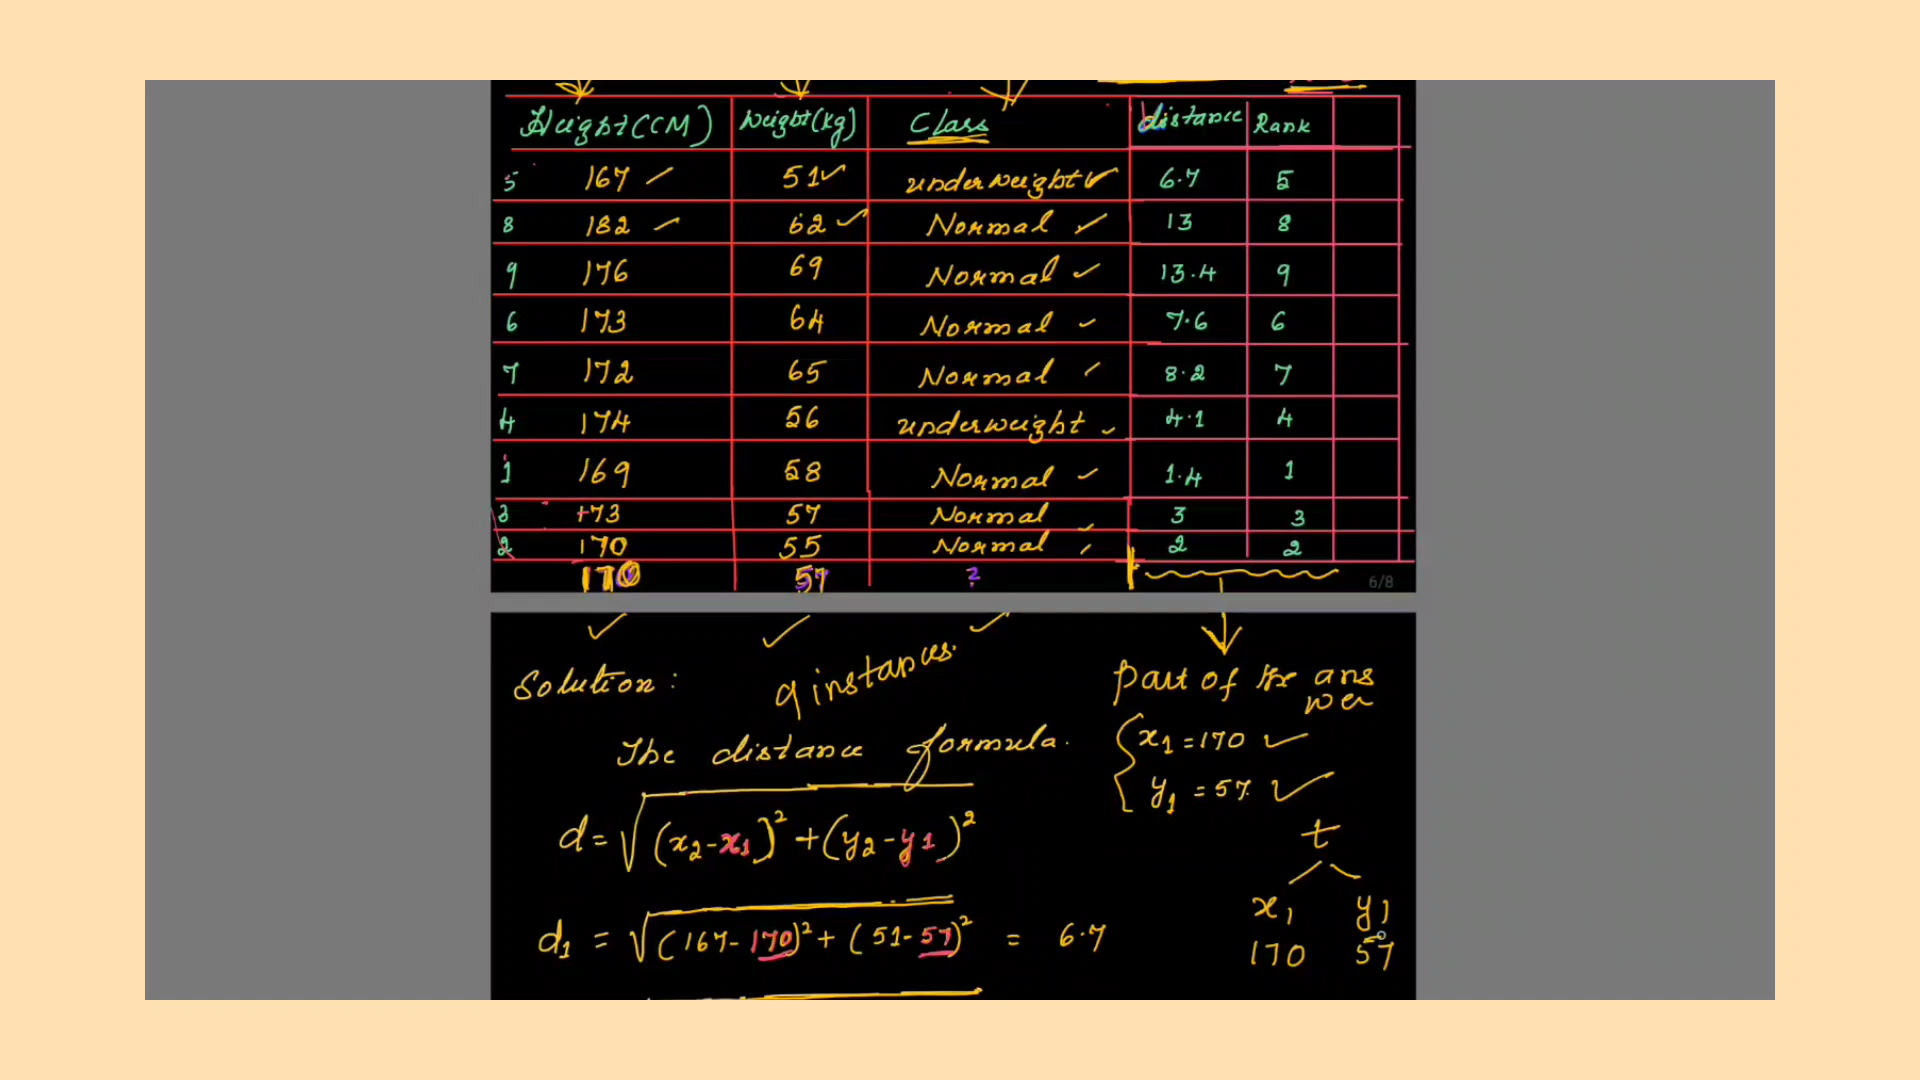 Height(CM) Weight(kg) Class distance Rank
5 167 51 underweight 6.7 5
8 182 62 Normal 13 8
9 176 69 Normal 13.4 9
6 173 64 Normal 7.6 6
7 172 65 Normal 8.2 7
4 174 56 underweight 4.1 4
1 169 58 Normal 1.4 1
3 173 57 Normal 3 3
2 170 55 Normal 2 2
170 57 ?
6/8
Solution: 9 instances.
Part of the ans
wer
The distance formula.
x1 = 170
y1 = 57.
d = √(x2-x1)² + (y2-y1)²
t
x1 y1
170 57
d1 = √(167-170)² + (51-57)² = 6.7